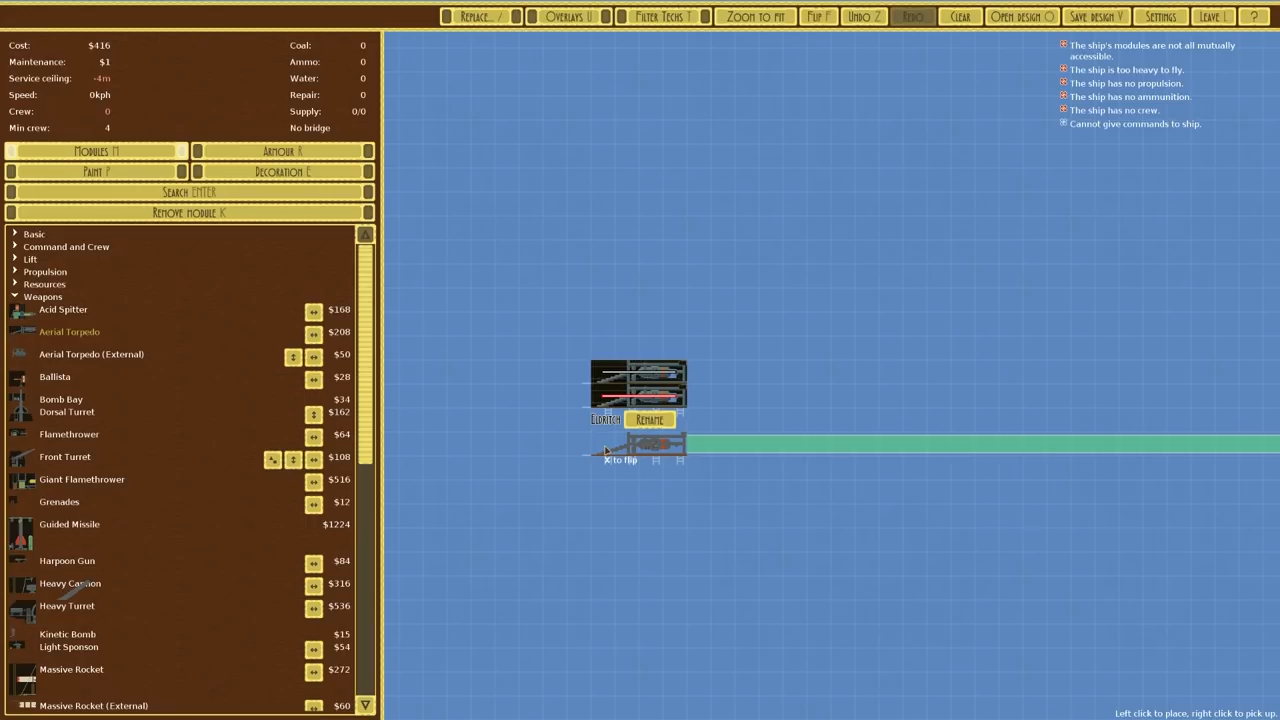 Replace... /
Overlays U
Filter Techs T
Zoom to fit
Flip F
Undo Z
Redo
Clear
Open design O
Save design V
Settings
Leave L
?
Cost: $416
Maintenance: $1
Service ceiling: -4m
Speed: 0kph
Crew: 0
Min crew: 4
Coal: 0
Ammo: 0
Water: 0
Repair: 0
Supply: 0/0
No bridge
Modules M
Armour R
Paint P
Decoration E
Search ENTER
Remove module K
Basic
Command and Crew
Lift
Propulsion
Resources
Weapons
Acid Spitter $168
Aerial Torpedo $208
Aerial Torpedo (External) $50
Ballista $28
Bomb Bay $34
Dorsal Turret $162
Flamethrower $64
Front Turret $108
Giant Flamethrower $516
Grenades $12
Guided Missile $1224
Harpoon Gun $84
Heavy Cannon $316
Heavy Turret $536
Kinetic Bomb $15
Light Sponson $54
Massive Rocket $272
Massive Rocket (External) $60
The ship's modules are not all mutually
accessible.
The ship is too heavy to fly.
The ship has no propulsion.
The ship has no ammunition.
The ship has no crew.
Cannot give commands to ship.
Eldritch
Rename
X to flip
Left click to place, right click to pick up.